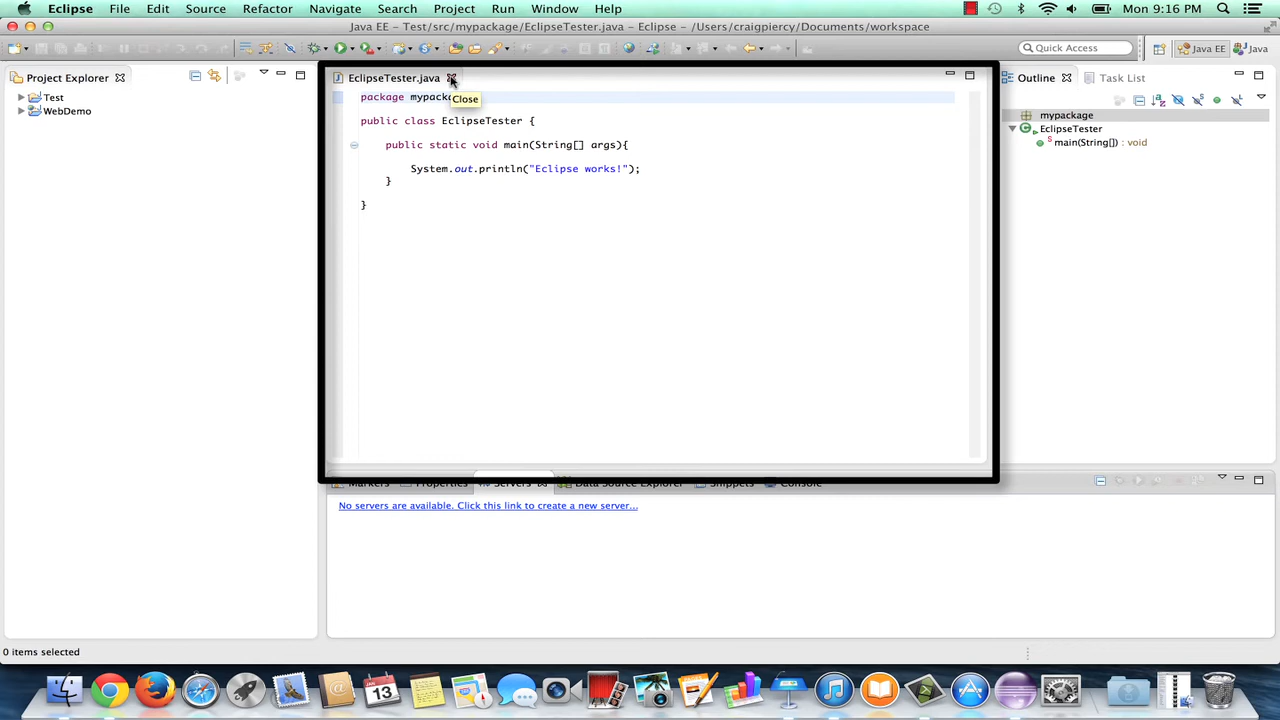 Eclipse File Edit Source Refactor Navigate Search Project Run Window Help Mon 9:16 PM
Java EE – Test/src/mypackage/EclipseTester.java – Eclipse – /Users/craigpiercy/Documents/workspace
Quick Access Java EE Java
Project Explorer
Test
WebDemo
EclipseTester.java
Close
package mypacka
public class EclipseTester {
public static void main(String[] args){
System.out.println("Eclipse works!");
}
}
Outline Task List
mypackage
EclipseTester
main(String[]) : void
Markers Properties Servers Data Source Explorer Snippets Console
No servers are available. Click this link to create a new server...
0 items selected
JAN
13